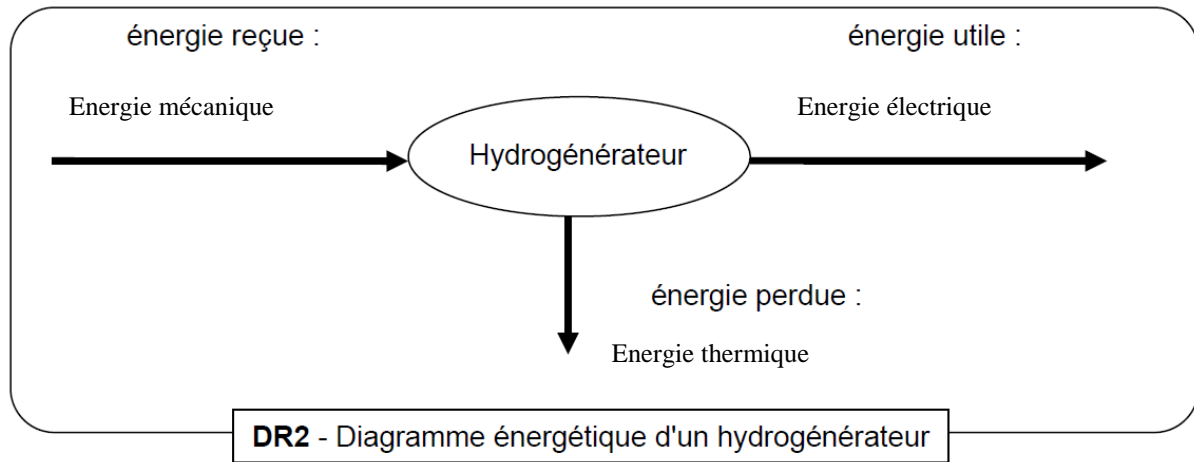 énergie reçue :
énergie utile :
Energie mécanique
Energie électrique
Hydrogénérateur
énergie perdue :
Energie thermique
DR2 - Diagramme énergétique d'un hydrogénérateur